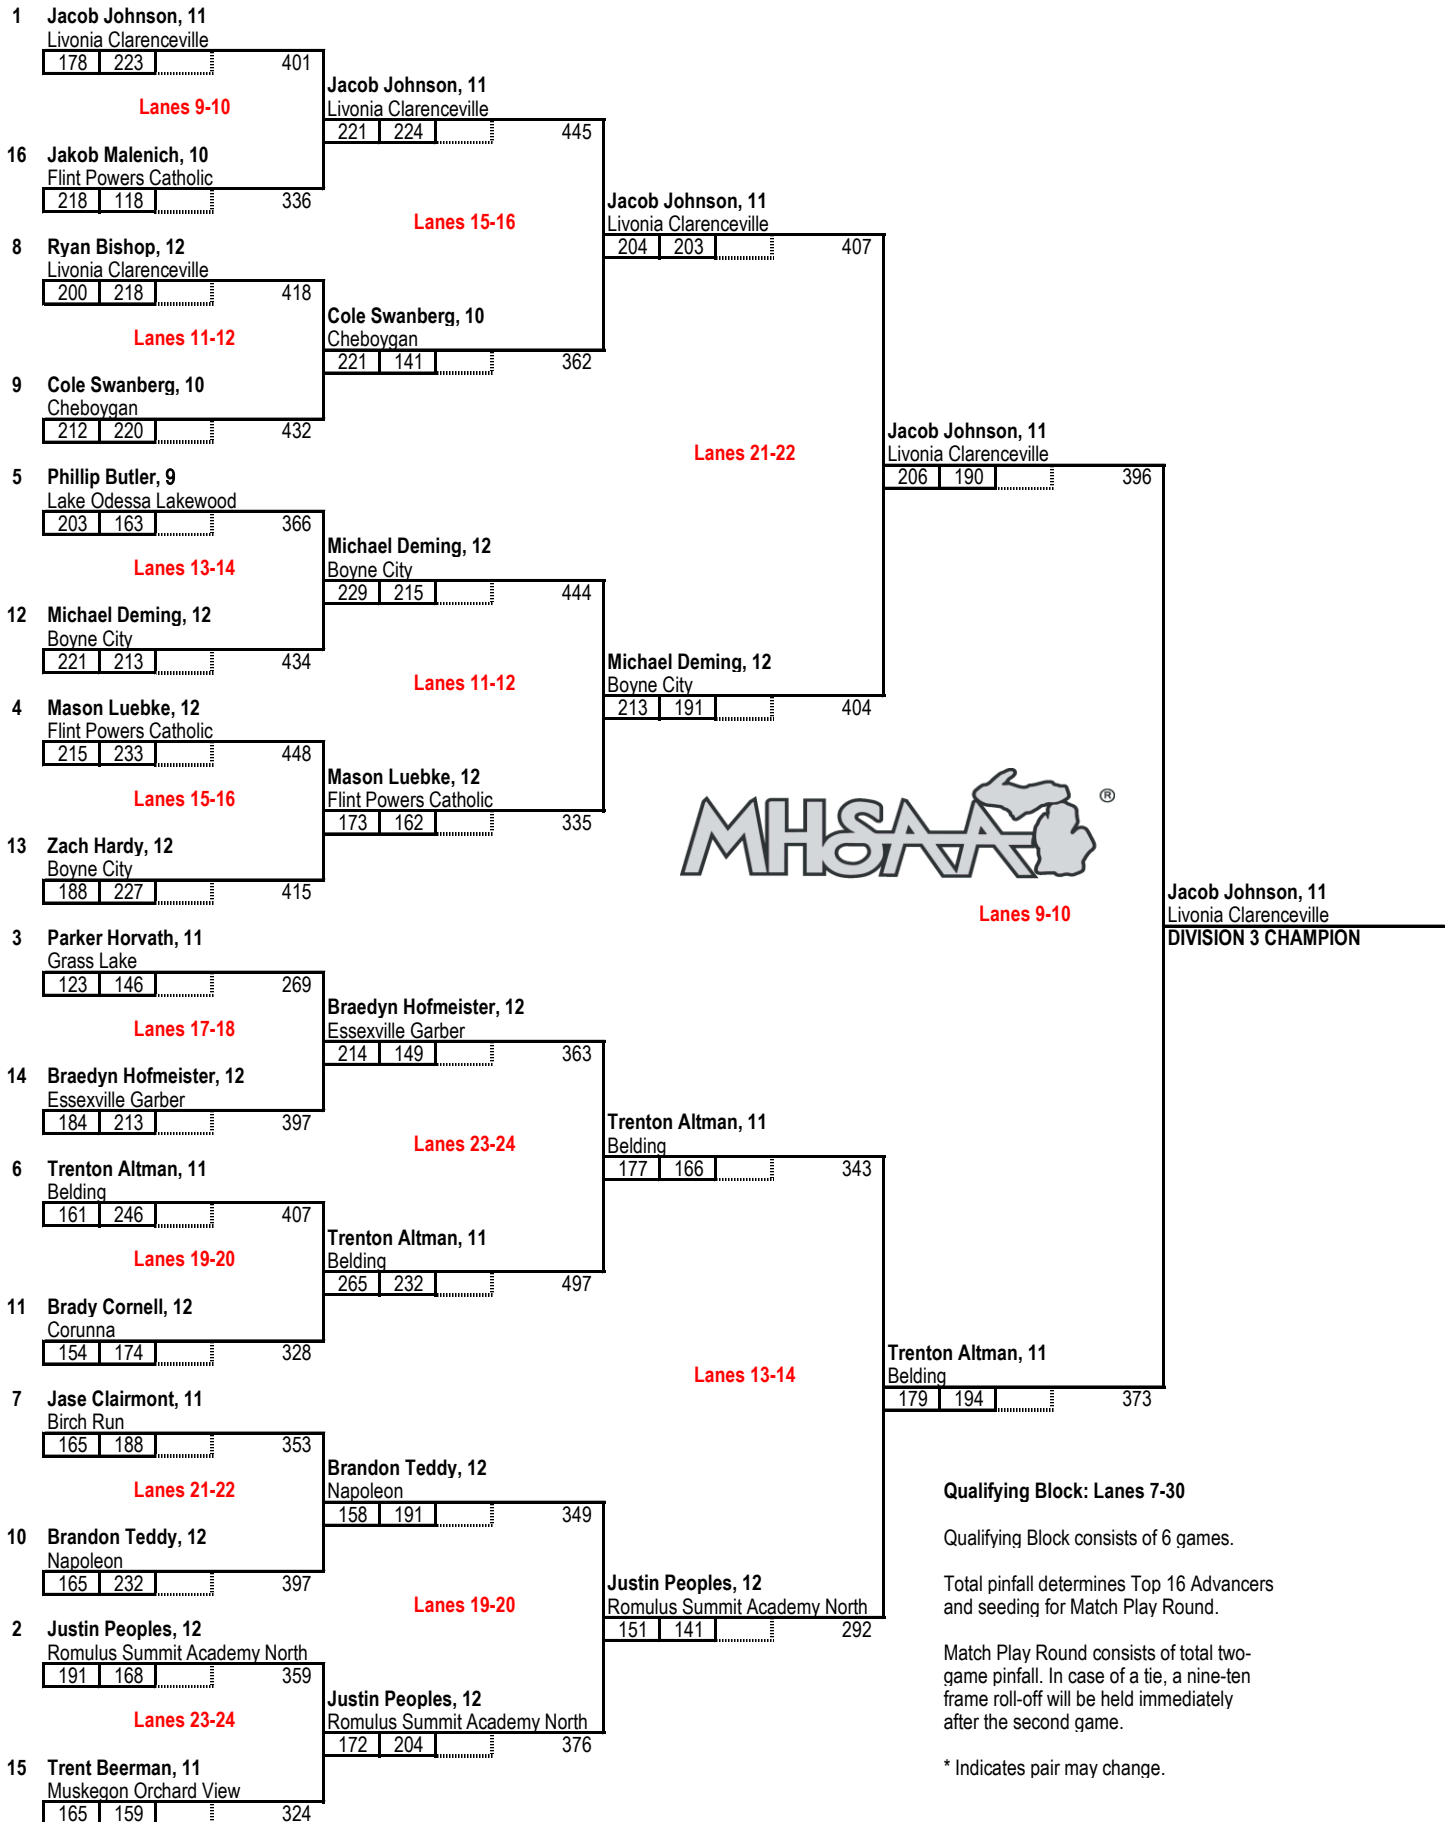 1 Jacob Johnson, 11
Livonia Clarenceville
178 223 401
Lanes 9-10
16 Jakob Malenich, 10
Flint Powers Catholic
218 118 336
8 Ryan Bishop, 12
Livonia Clarenceville
200 218 418
Lanes 11-12
9 Cole Swanberg, 10
Cheboygan
212 220 432
5 Phillip Butler, 9
Lake Odessa Lakewood
203 163 366
Lanes 13-14
12 Michael Deming, 12
Boyne City
221 213 434
4 Mason Luebke, 12
Flint Powers Catholic
215 233 448
Lanes 15-16
13 Zach Hardy, 12
Boyne City
188 227 415
3 Parker Horvath, 11
Grass Lake
123 146 269
Lanes 17-18
14 Braedyn Hofmeister, 12
Essexville Garber
184 213 397
6 Trenton Altman, 11
Belding
161 246 407
Lanes 19-20
11 Brady Cornell, 12
Corunna
154 174 328
7 Jase Clairmont, 11
Birch Run
165 188 353
Lanes 21-22
10 Brandon Teddy, 12
Napoleon
165 232 397
2 Justin Peoples, 12
Romulus Summit Academy North
191 168 359
Lanes 23-24
15 Trent Beerman, 11
Muskegon Orchard View
165 159 324
Jacob Johnson, 11
Livonia Clarenceville
221 224 445
Lanes 15-16
Cole Swanberg, 10
Cheboygan
221 141 362
Michael Deming, 12
Boyne City
229 215 444
Lanes 11-12
Mason Luebke, 12
Flint Powers Catholic
173 162 335
Braedyn Hofmeister, 12
Essexville Garber
214 149 363
Lanes 23-24
Trenton Altman, 11
Belding
265 232 497
Brandon Teddy, 12
Napoleon
158 191 349
Lanes 19-20
Justin Peoples, 12
Romulus Summit Academy North
172 204 376
Jacob Johnson, 11
Livonia Clarenceville
204 203 407
Lanes 21-22
Michael Deming, 12
Boyne City
213 191 404
Trenton Altman, 11
Belding
177 166 343
Lanes 13-14
Justin Peoples, 12
Romulus Summit Academy North
151 141 292
Jacob Johnson, 11
Livonia Clarenceville
206 190 396
MHSAA ®
Lanes 9-10
Trenton Altman, 11
Belding
179 194 373
Jacob Johnson, 11
Livonia Clarenceville
DIVISION 3 CHAMPION
Qualifying Block: Lanes 7-30
Qualifying Block consists of 6 games.
Total pinfall determines Top 16 Advancers
and seeding for Match Play Round.
Match Play Round consists of total two-
game pinfall. In case of a tie, a nine-ten
frame roll-off will be held immediately
after the second game.
* Indicates pair may change.